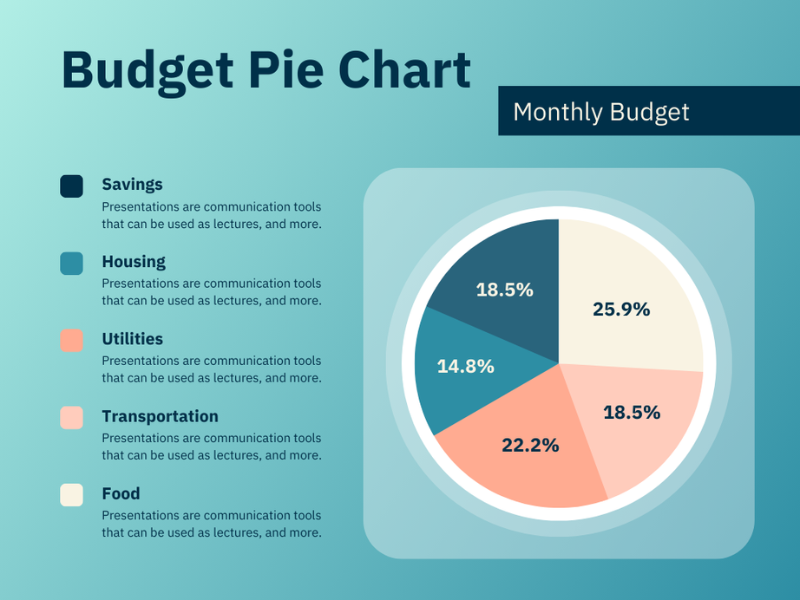 Budget Pie Chart
Monthly Budget
Savings
Presentations are communication tools
that can be used as lectures, and more.
Housing
Presentations are communication tools
that can be used as lectures, and more.
Utilities
Presentations are communication tools
that can be used as lectures, and more.
Transportation
Presentations are communication tools
that can be used as lectures, and more.
Food
Presentations are communication tools
that can be used as lectures, and more.
18.5%
25.9%
14.8%
18.5%
22.2%